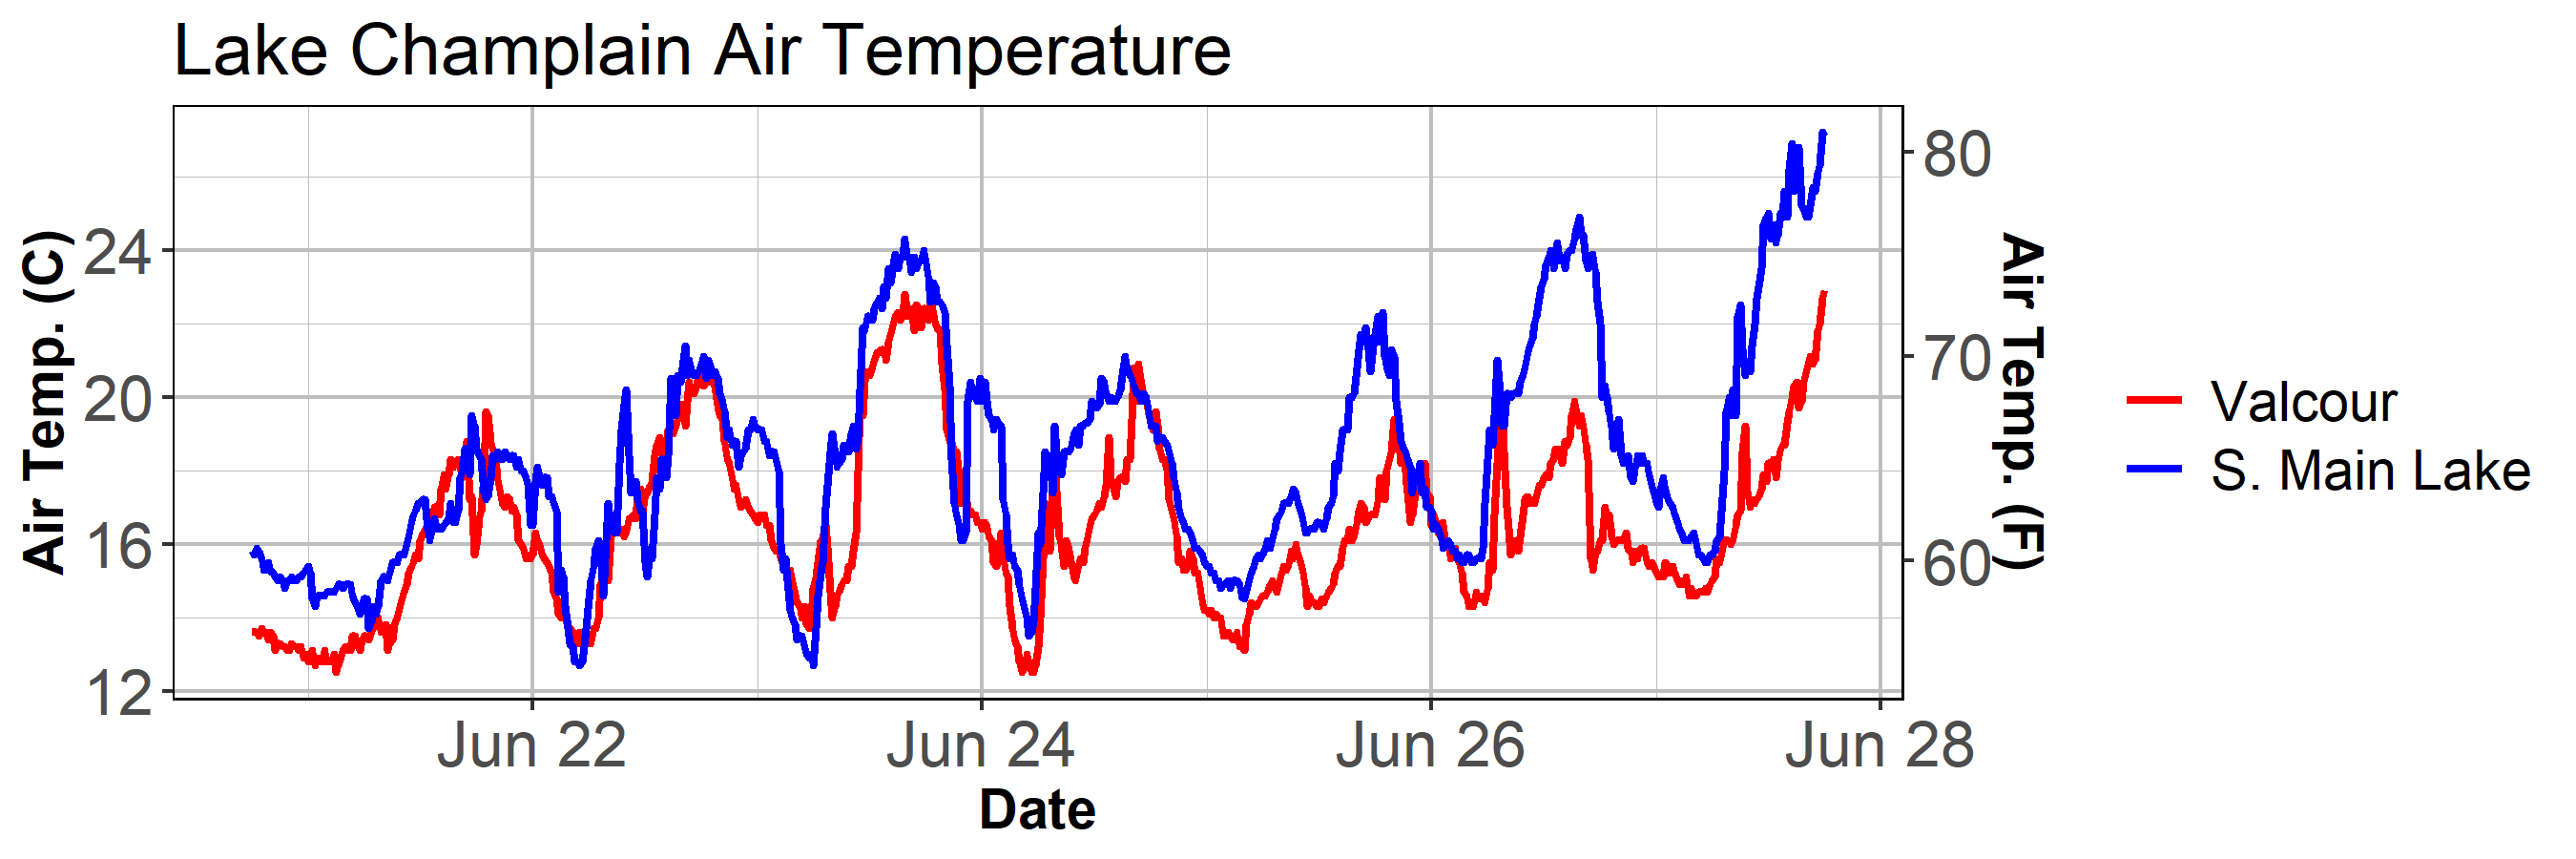 Lake Champlain Air Temperature
Air Temp. (C)
24
20
16
12
80
70
60
Air Temp. (F)
Jun 22 Jun 24 Jun 26 Jun 28
Date
Valcour
S. Main Lake